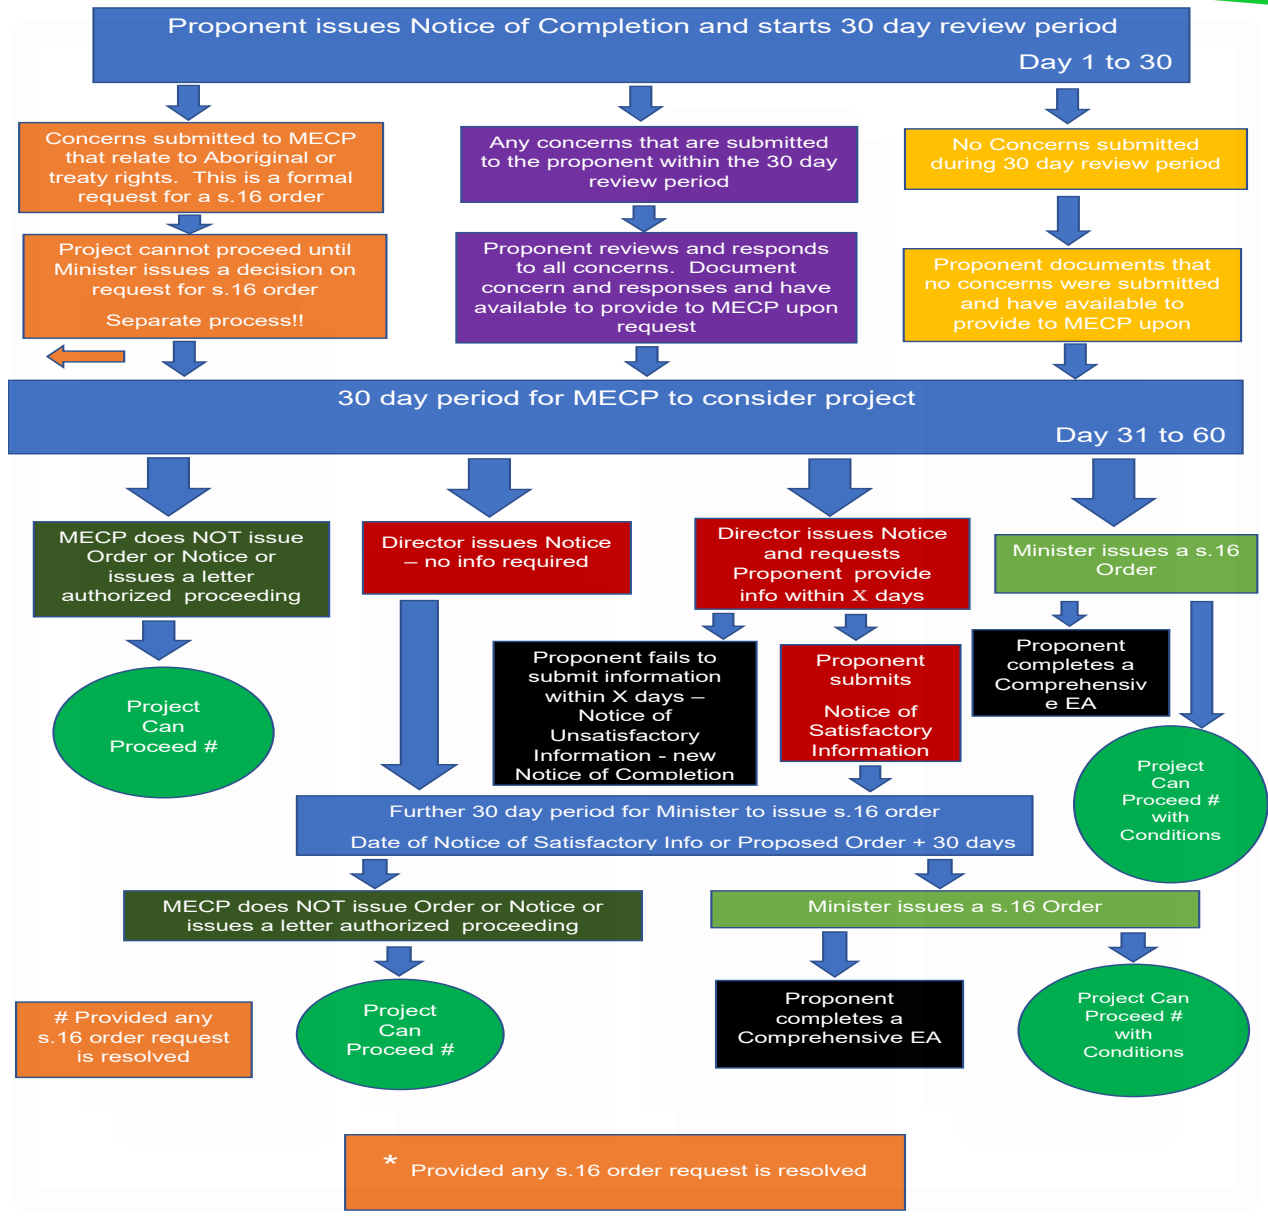 Proponent issues Notice of Completion and starts 30 day review period
Day 1 to 30
Concerns submitted to MECP
that relate to Aboriginal or
treaty rights. This is a formal
request for a s.16 order
Any concerns that are submitted
to the proponent within the 30 day
review period
No Concerns submitted
during 30 day review period
Project cannot proceed until
Minister issues a decision on
request for s.16 order
Separate process!!
Proponent reviews and responds
to all concerns. Document
concern and responses and have
available to provide to MECP upon
request
Proponent documents that
no concerns were submitted
and have available to
provide to MECP upon
30 day period for MECP to consider project
Day 31 to 60
MECP does NOT issue
Order or Notice or
issues a letter
authorized proceeding
Director issues Notice
– no info required
Director issues Notice
and requests
Proponent provide
info within X days
Minister issues a s.16
Order
Project
Can
Proceed #
Proponent fails to
submit information
within X days –
Notice of
Unsatisfactory
Information - new
Notice of Completion
Proponent
submits
Notice of
Satisfactory
Information
Proponent
completes a
Comprehensiv
e EA
Project
Can
Proceed #
with
Conditions
Further 30 day period for Minister to issue s.16 order
Date of Notice of Satisfactory Info or Proposed Order + 30 days
MECP does NOT issue Order or Notice or
issues a letter authorized proceeding
Minister issues a s.16 Order
# Provided any
s.16 order request
is resolved
Project
Can
Proceed #
Proponent
completes a
Comprehensive EA
Project Can
Proceed #
with
Conditions
* Provided any s.16 order request is resolved